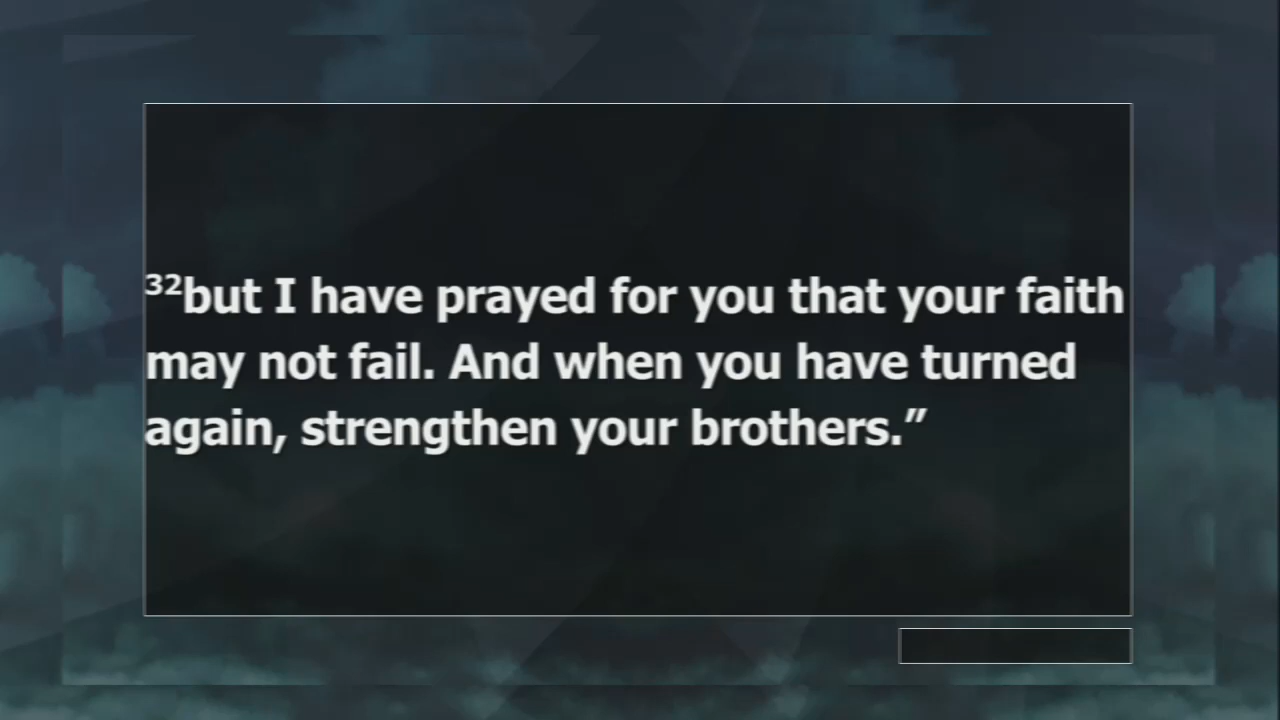 32but I have prayed for you that your faith
may not fail. And when you have turned
again, strengthen your brothers.”